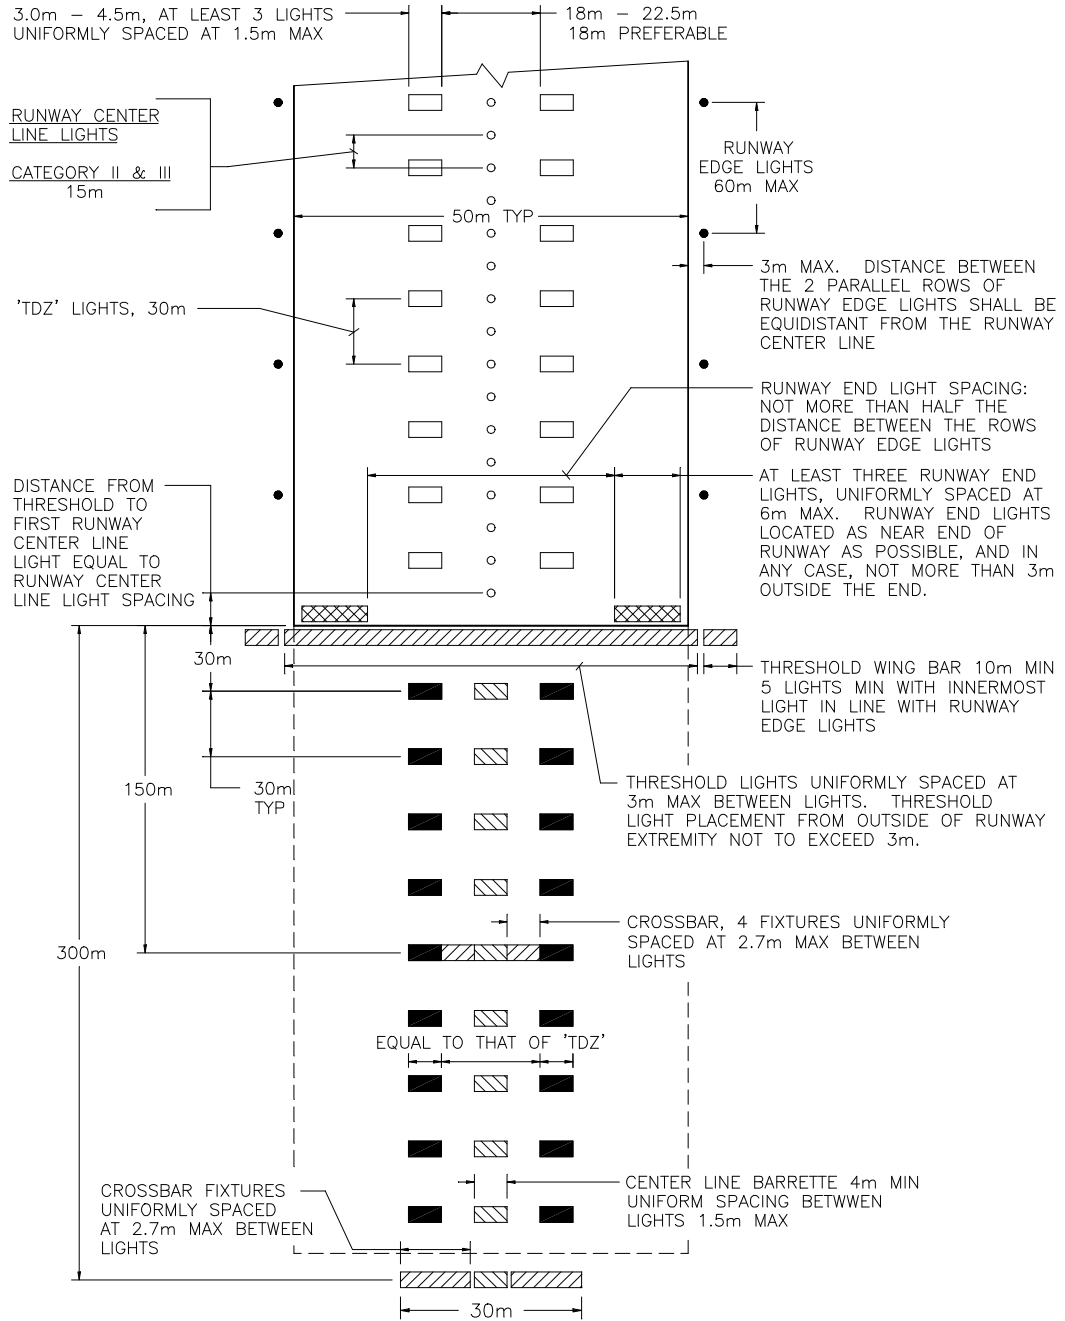 3.0m – 4.5m, AT LEAST 3 LIGHTS
UNIFORMLY SPACED AT 1.5m MAX
18m – 22.5m
18m PREFERABLE
RUNWAY CENTER
LINE LIGHTS
CATEGORY II & III
15m
RUNWAY
EDGE LIGHTS
60m MAX
50m TYP
3m MAX. DISTANCE BETWEEN
THE 2 PARALLEL ROWS OF
RUNWAY EDGE LIGHTS SHALL BE
EQUIDISTANT FROM THE RUNWAY
CENTER LINE
'TDZ' LIGHTS, 30m
RUNWAY END LIGHT SPACING:
NOT MORE THAN HALF THE
DISTANCE BETWEEN THE ROWS
OF RUNWAY EDGE LIGHTS
DISTANCE FROM
THRESHOLD TO
FIRST RUNWAY
CENTER LINE
LIGHT EQUAL TO
RUNWAY CENTER
LINE LIGHT SPACING
AT LEAST THREE RUNWAY END
LIGHTS, UNIFORMLY SPACED AT
6m MAX. RUNWAY END LIGHTS
LOCATED AS NEAR END OF
RUNWAY AS POSSIBLE, AND IN
ANY CASE, NOT MORE THAN 3m
OUTSIDE THE END.
30m
THRESHOLD WING BAR 10m MIN
5 LIGHTS MIN WITH INNERMOST
LIGHT IN LINE WITH RUNWAY
EDGE LIGHTS
150m
30m
TYP
THRESHOLD LIGHTS UNIFORMLY SPACED AT
3m MAX BETWEEN LIGHTS. THRESHOLD
LIGHT PLACEMENT FROM OUTSIDE OF RUNWAY
EXTREMITY NOT TO EXCEED 3m.
300m
CROSSBAR, 4 FIXTURES UNIFORMLY
SPACED AT 2.7m MAX BETWEEN
LIGHTS
EQUAL TO THAT OF 'TDZ'
CROSSBAR FIXTURES
UNIFORMLY SPACED
AT 2.7m MAX BETWEEN
LIGHTS
CENTER LINE BARRETTE 4m MIN
UNIFORM SPACING BETWWEN
LIGHTS 1.5m MAX
30m